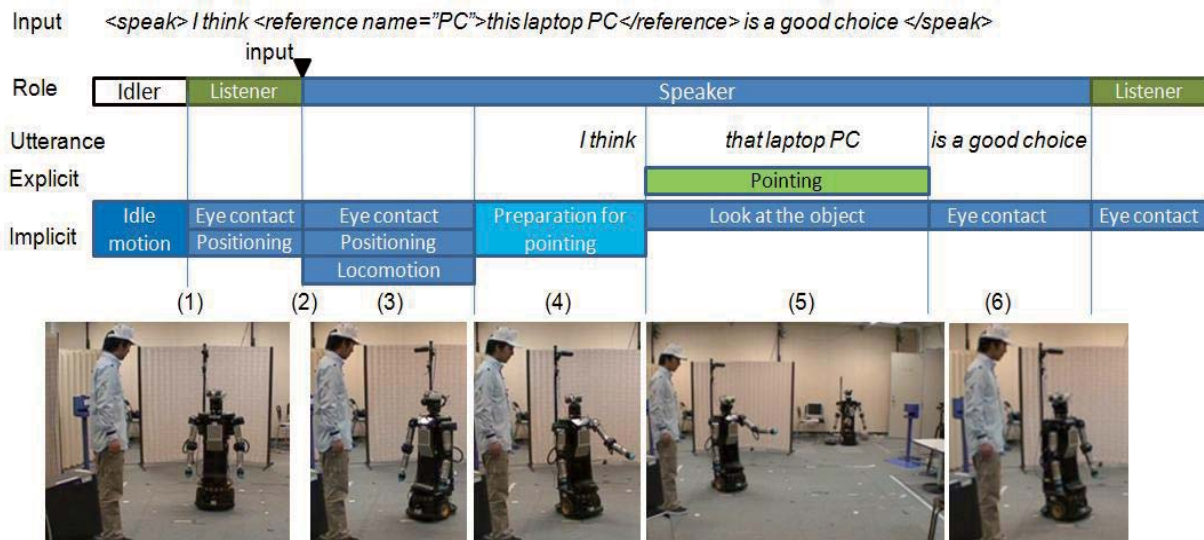 Input <speak> I think <reference name=”PC”>this laptop PC</reference> is a good choice </speak>
input
Role Idler Listener Speaker Listener
Utterance I think that laptop PC is a good choice
Explicit Pointing
Implicit Idle motion Eye contact Eye contact Preparation for pointing Look at the object Eye contact Eye contact
Positioning Positioning
Locomotion
(1) (2) (3) (4) (5) (6)